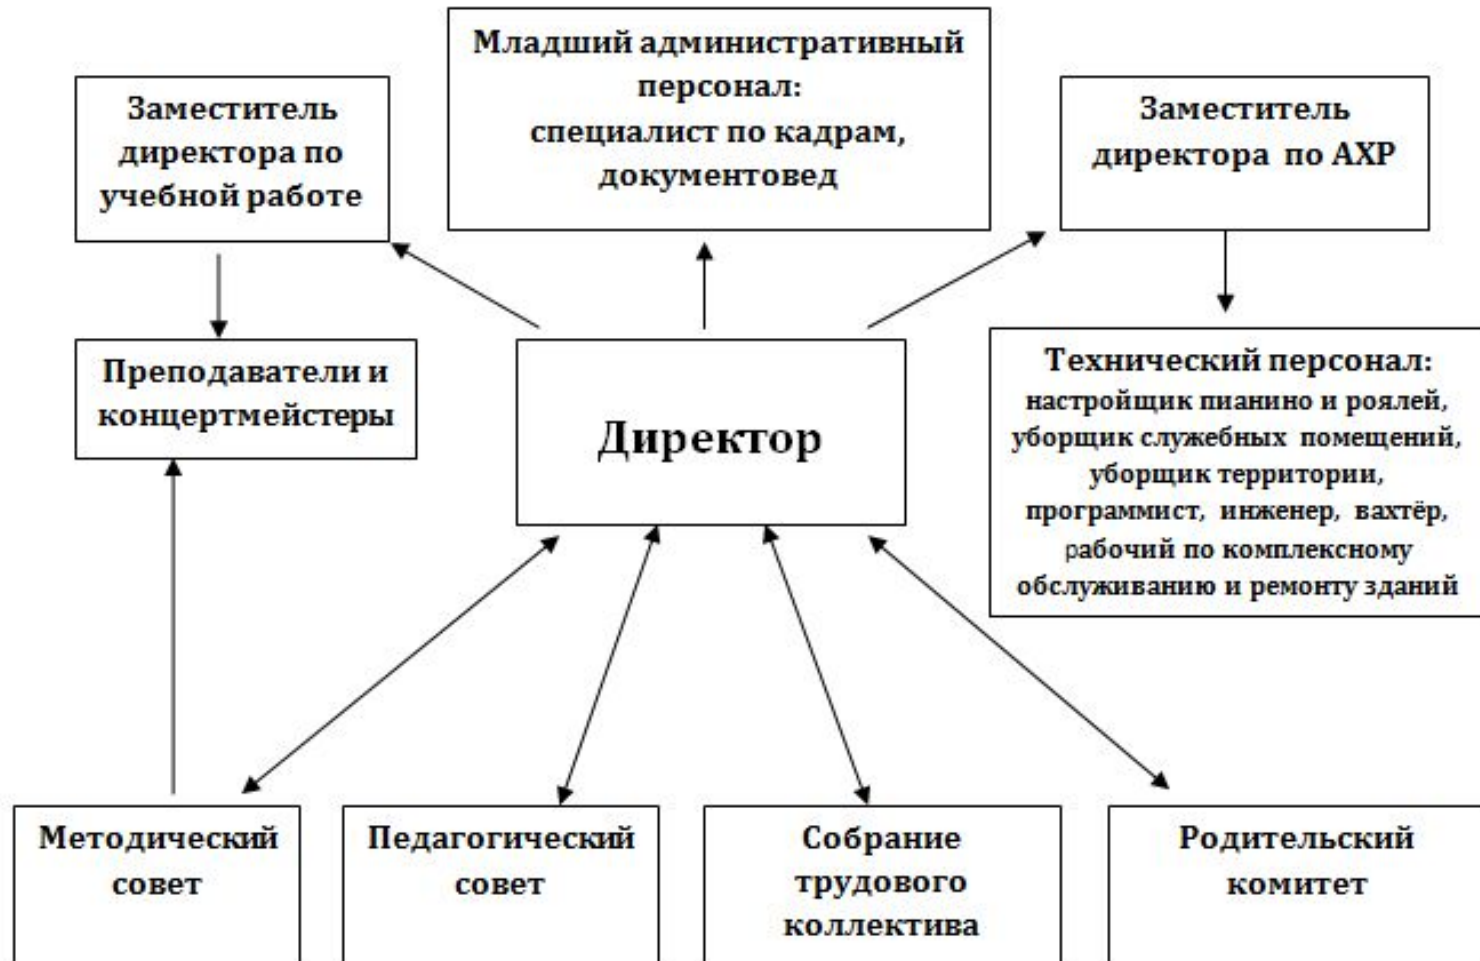 Младший административный
персонал:
специалист по кадрам,
документовед
Заместитель
директора по
учебной работе
Заместитель
директора по АХР
Преподаватели и
концертмейстеры
Директор
Технический персонал:
настройщик пианино и роялей,
уборщик служебных помещений,
уборщик территории,
программист, инженер, вахтёр,
рабочий по комплексному
обслуживанию и ремонту зданий
Методический
совет
Педагогический
совет
Собрание
трудового
коллектива
Родительский
комитет